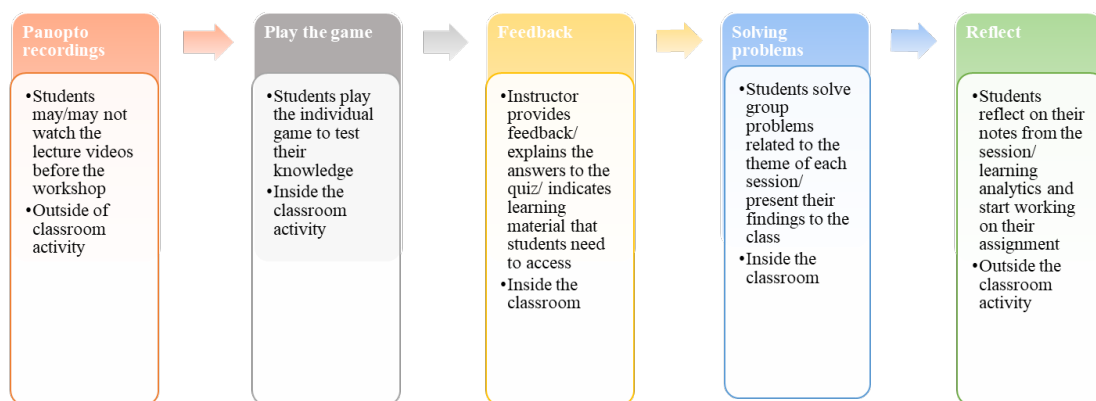 Panopto
recordings
•Students
may/may not
watch the
lecture videos
before the
workshop
•Outside of
classroom
activity
Play the game
•Students play
the individual
game to test
their
knowledge
•Inside the
classroom
activity
Feedback
•Instructor
provides
feedback/
explains the
answers to the
quiz/ indicates
learning
material that
students need
to access
•Inside the
classroom
Solving
problems
•Students solve
group
problems
related to the
theme of each
session/
present their
findings to the
class
•Inside the
classroom
Reflect
•Students
reflect on their
notes from the
session/
learning
analytics and
start working
on their
assignment
•Outside the
classroom
activity